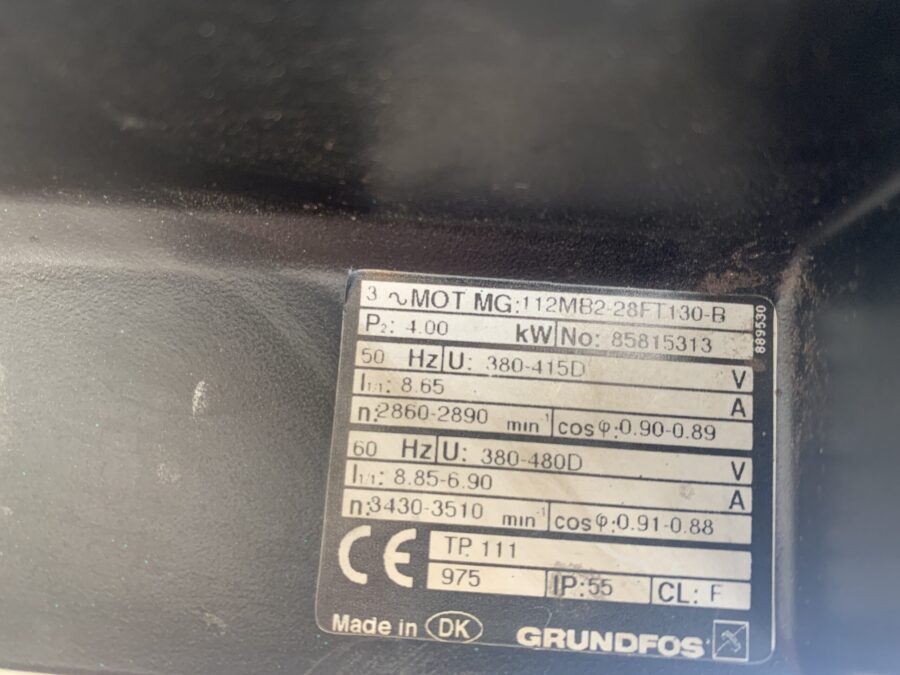 3 ~ MOT MG: 112MB2-28FT130-B
P2: 4.00 kW No: 85815313
50 Hz U: 380-415D V
I1/1: 8.65 A
n: 2860-2890 min-1 cos φ: 0.90-0.89
60 Hz U: 380-480D V
I1/1: 8.85-6.90 A
n: 3430-3510 min-1 cos φ: 0.91-0.88
CE TP. 111
975 IP: 55 CL: F
Made in DK GRUNDFOS
889530